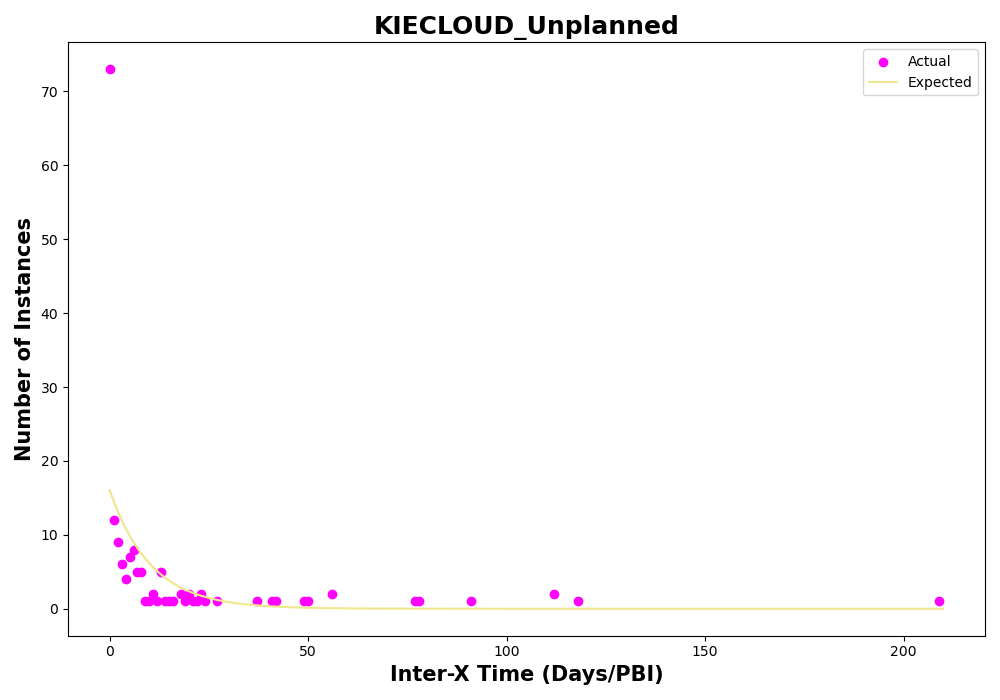 KIECLOUD_Unplanned
Actual
Expected
Number of Instances
70
60
50
40
30
20
10
0
0 50 100 150 200
Inter-X Time (Days/PBI)